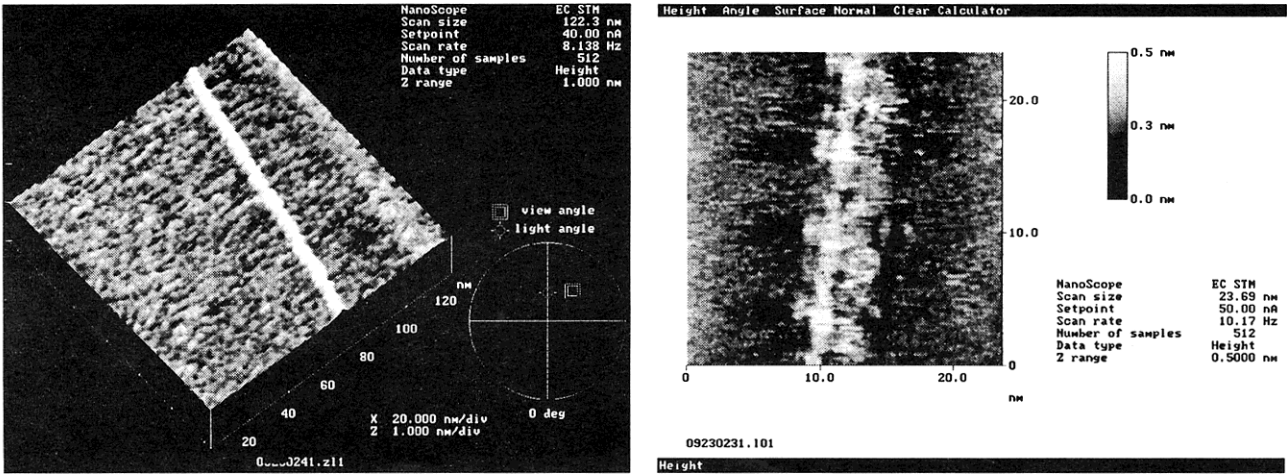 NanoScope EC STM
Scan size 122.3 nm
Setpoint 40.00 nA
Scan rate 8.138 Hz
Number of samples 512
Data type Height
Z range 1.000 nm
view angle
light angle
nm
120
100
80
60
40
20
0 deg
X 20.000 nm/div
Z 1.000 nm/div
Height Angle Surface Normal Clear Calculator
0.5 nm
0.3 nm
0.0 nm
20.0
10.0
0
0 10.0 20.0
nm
NanoScope EC STM
Scan size 23.69 nm
Setpoint 50.00 nA
Scan rate 10.17 Hz
Number of samples 512
Data type Height
Z range 0.5000 nm
09230231.101
Height